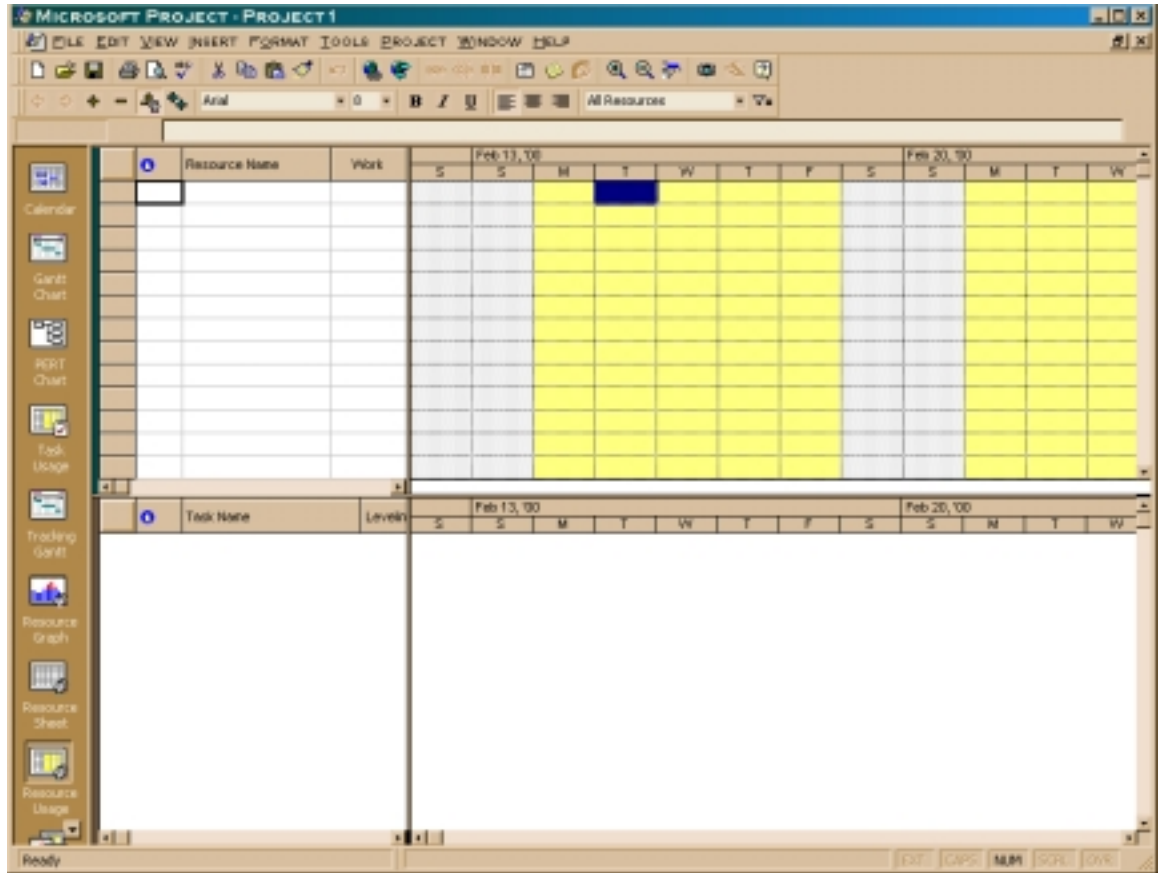 MICROSOFT PROJECT - PROJECT1
FILE EDIT VIEW INSERT FORMAT TOOLS PROJECT WINDOW HELP
Arial 8 B I U All Resources
Resource Name Work
Feb 13, '00 Feb 20, '00
S S M T W T F S S M T W
Calendar
Gantt
Chart
PERT
Chart
Task
Usage
Tracking
Gantt
Resource
Graph
Resource
Sheet
Resource
Usage
Task Name Levelin
Feb 13, '00 Feb 20, '00
S S M T W T F S S M T W
Ready EXT CAPS NUM SCRL OVR